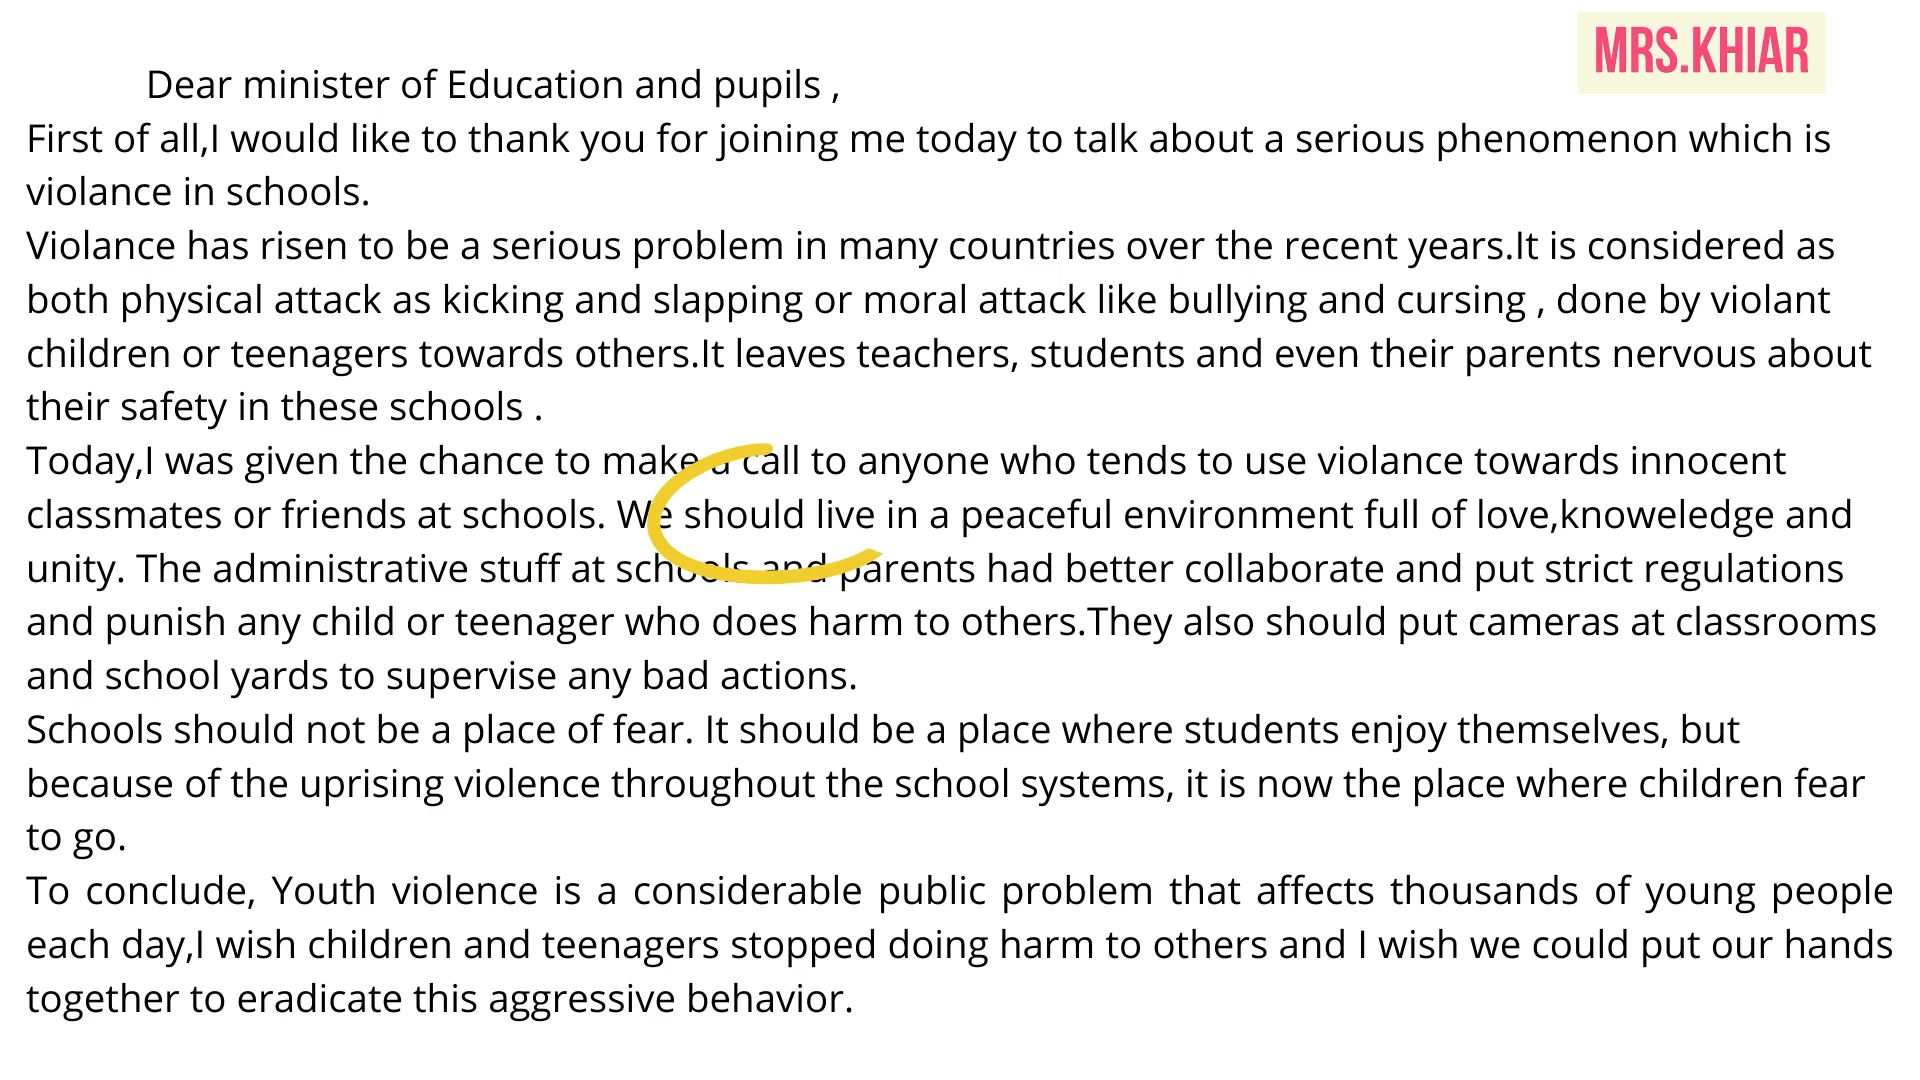 MRS.KHIAR
Dear minister of Education and pupils ,
First of all,I would like to thank you for joining me today to talk about a serious phenomenon which is
violance in schools.
Violance has risen to be a serious problem in many countries over the recent years.It is considered as
both physical attack as kicking and slapping or moral attack like bullying and cursing , done by violant
children or teenagers towards others.It leaves teachers, students and even their parents nervous about
their safety in these schools .
Today,I was given the chance to make a call to anyone who tends to use violance towards innocent
classmates or friends at schools. We should live in a peaceful environment full of love,knoweledge and
unity. The administrative stuff at schools and parents had better collaborate and put strict regulations
and punish any child or teenager who does harm to others.They also should put cameras at classrooms
and school yards to supervise any bad actions.
Schools should not be a place of fear. It should be a place where students enjoy themselves, but
because of the uprising violence throughout the school systems, it is now the place where children fear
to go.
To conclude, Youth violence is a considerable public problem that affects thousands of young people
each day,I wish children and teenagers stopped doing harm to others and I wish we could put our hands
together to eradicate this aggressive behavior.